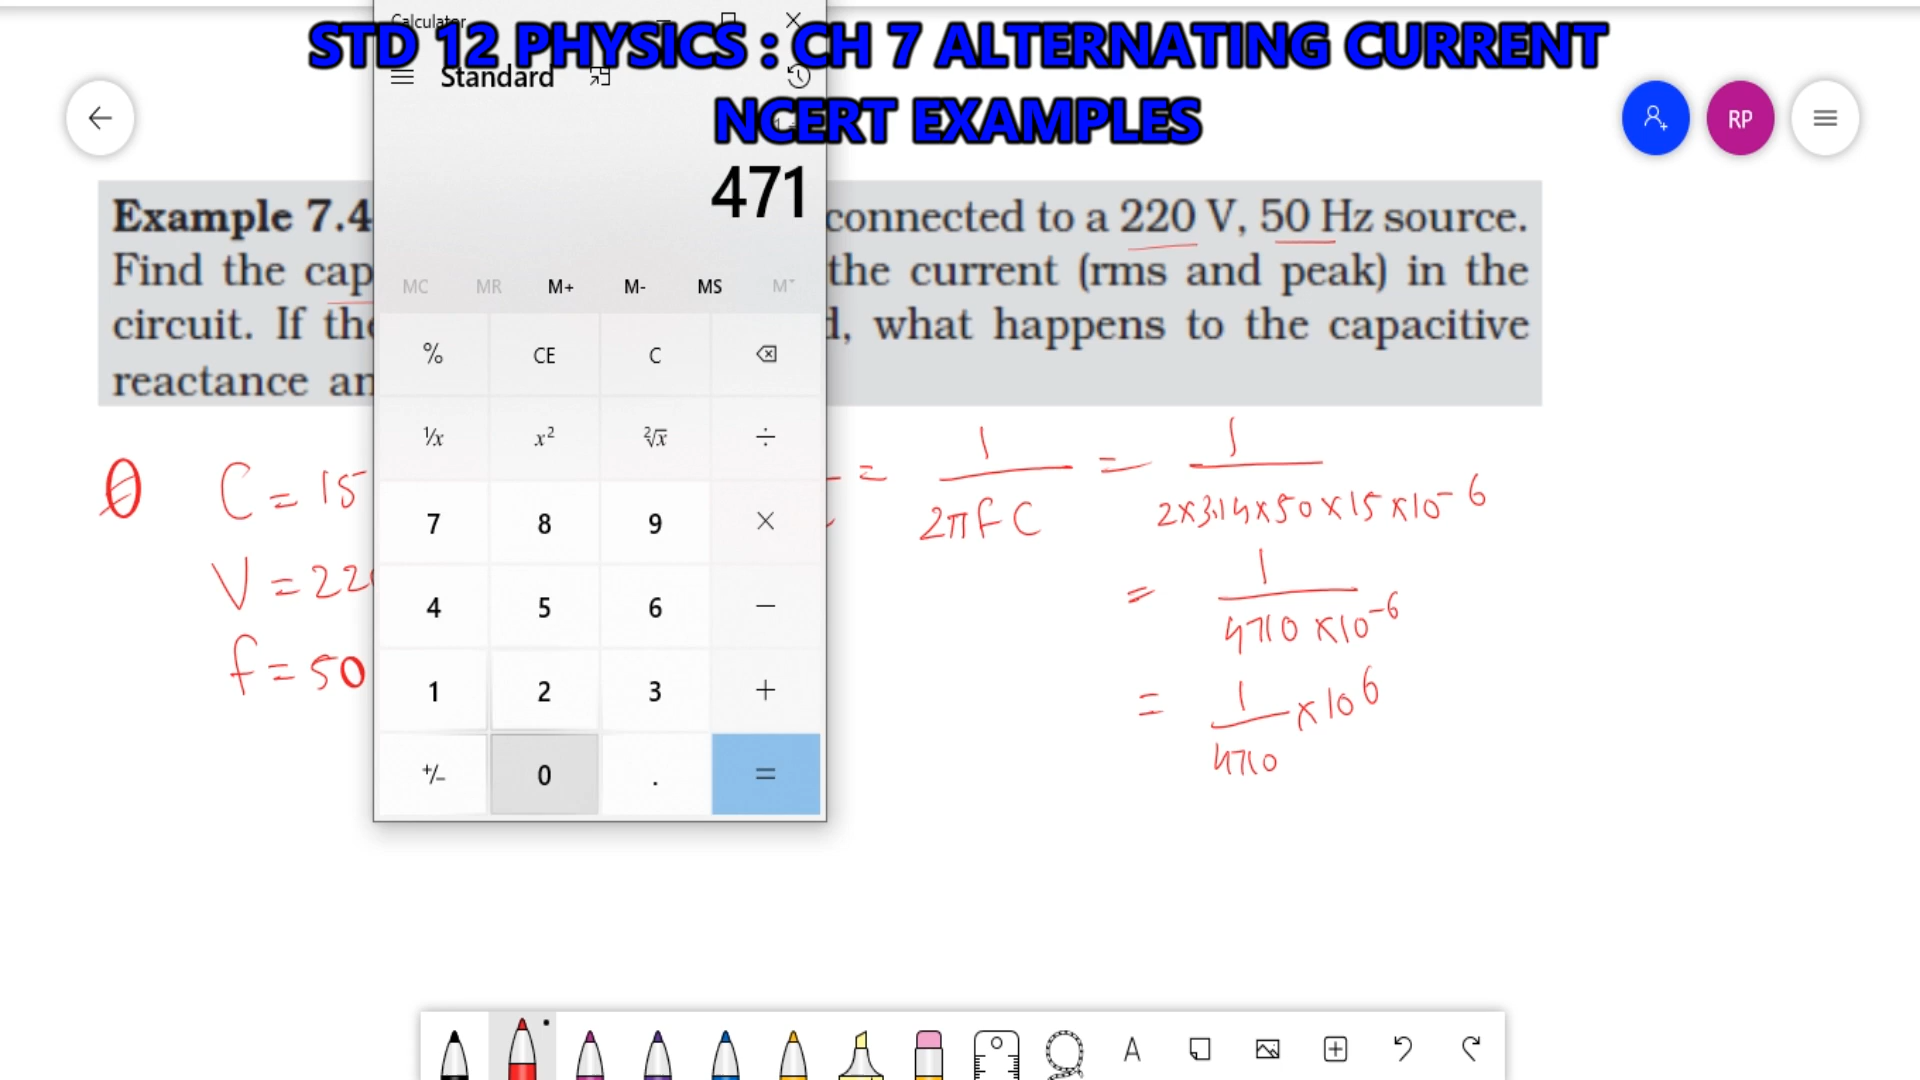 Calculator
STD 12 PHYSICS : CH 7 ALTERNATING CURRENT
Standard
NCERT EXAMPLES
RP
471
Example 7.4 connected to a 220 V, 50 Hz source.
Find the cap the current (rms and peak) in the
circuit. If the d, what happens to the capacitive
reactance an
MC MR M+ M- MS M˅
% CE C
¹/x x² ²√x ÷
7 8 9 ×
4 5 6 −
1 2 3 +
+/− 0 . =
C = 15
V = 220
f = 50
= 1 / 2πfC = 1 / 2×3.14×50×15×10⁻⁶
= 1 / 4710 ×10⁻⁶
= 1 / 4710 ×10⁶
A